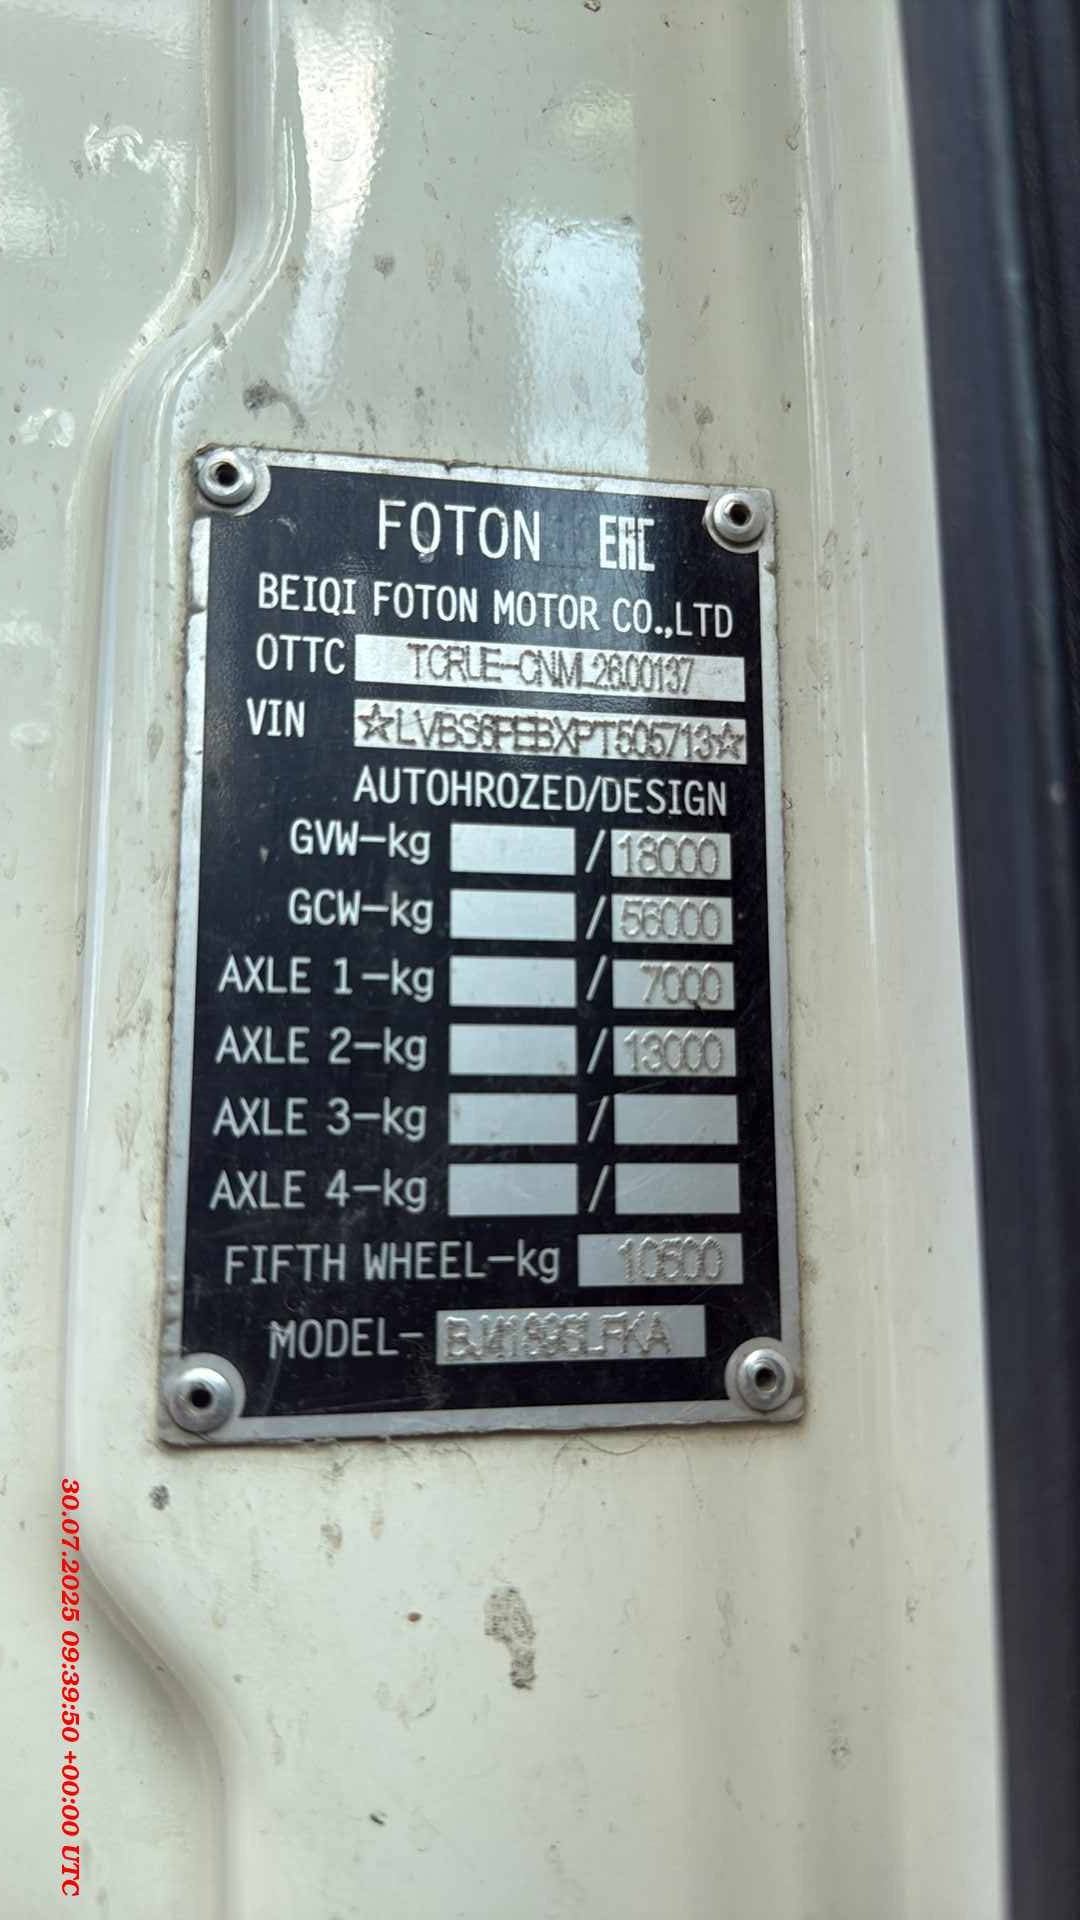 FOTON EAC
BEIQI FOTON MOTOR CO.,LTD
OTTC TCRUE-CNML26.00137
VIN ☆LVBS6PEBXPT505713☆
AUTOHROZED/DESIGN
GVW-kg / 18000
GCW-kg / 56000
AXLE 1-kg / 7000
AXLE 2-kg / 13000
AXLE 3-kg /
AXLE 4-kg /
FIFTH WHEEL-kg 10500
MODEL-
30.07.2025 09:39:50 +00:00 UTC